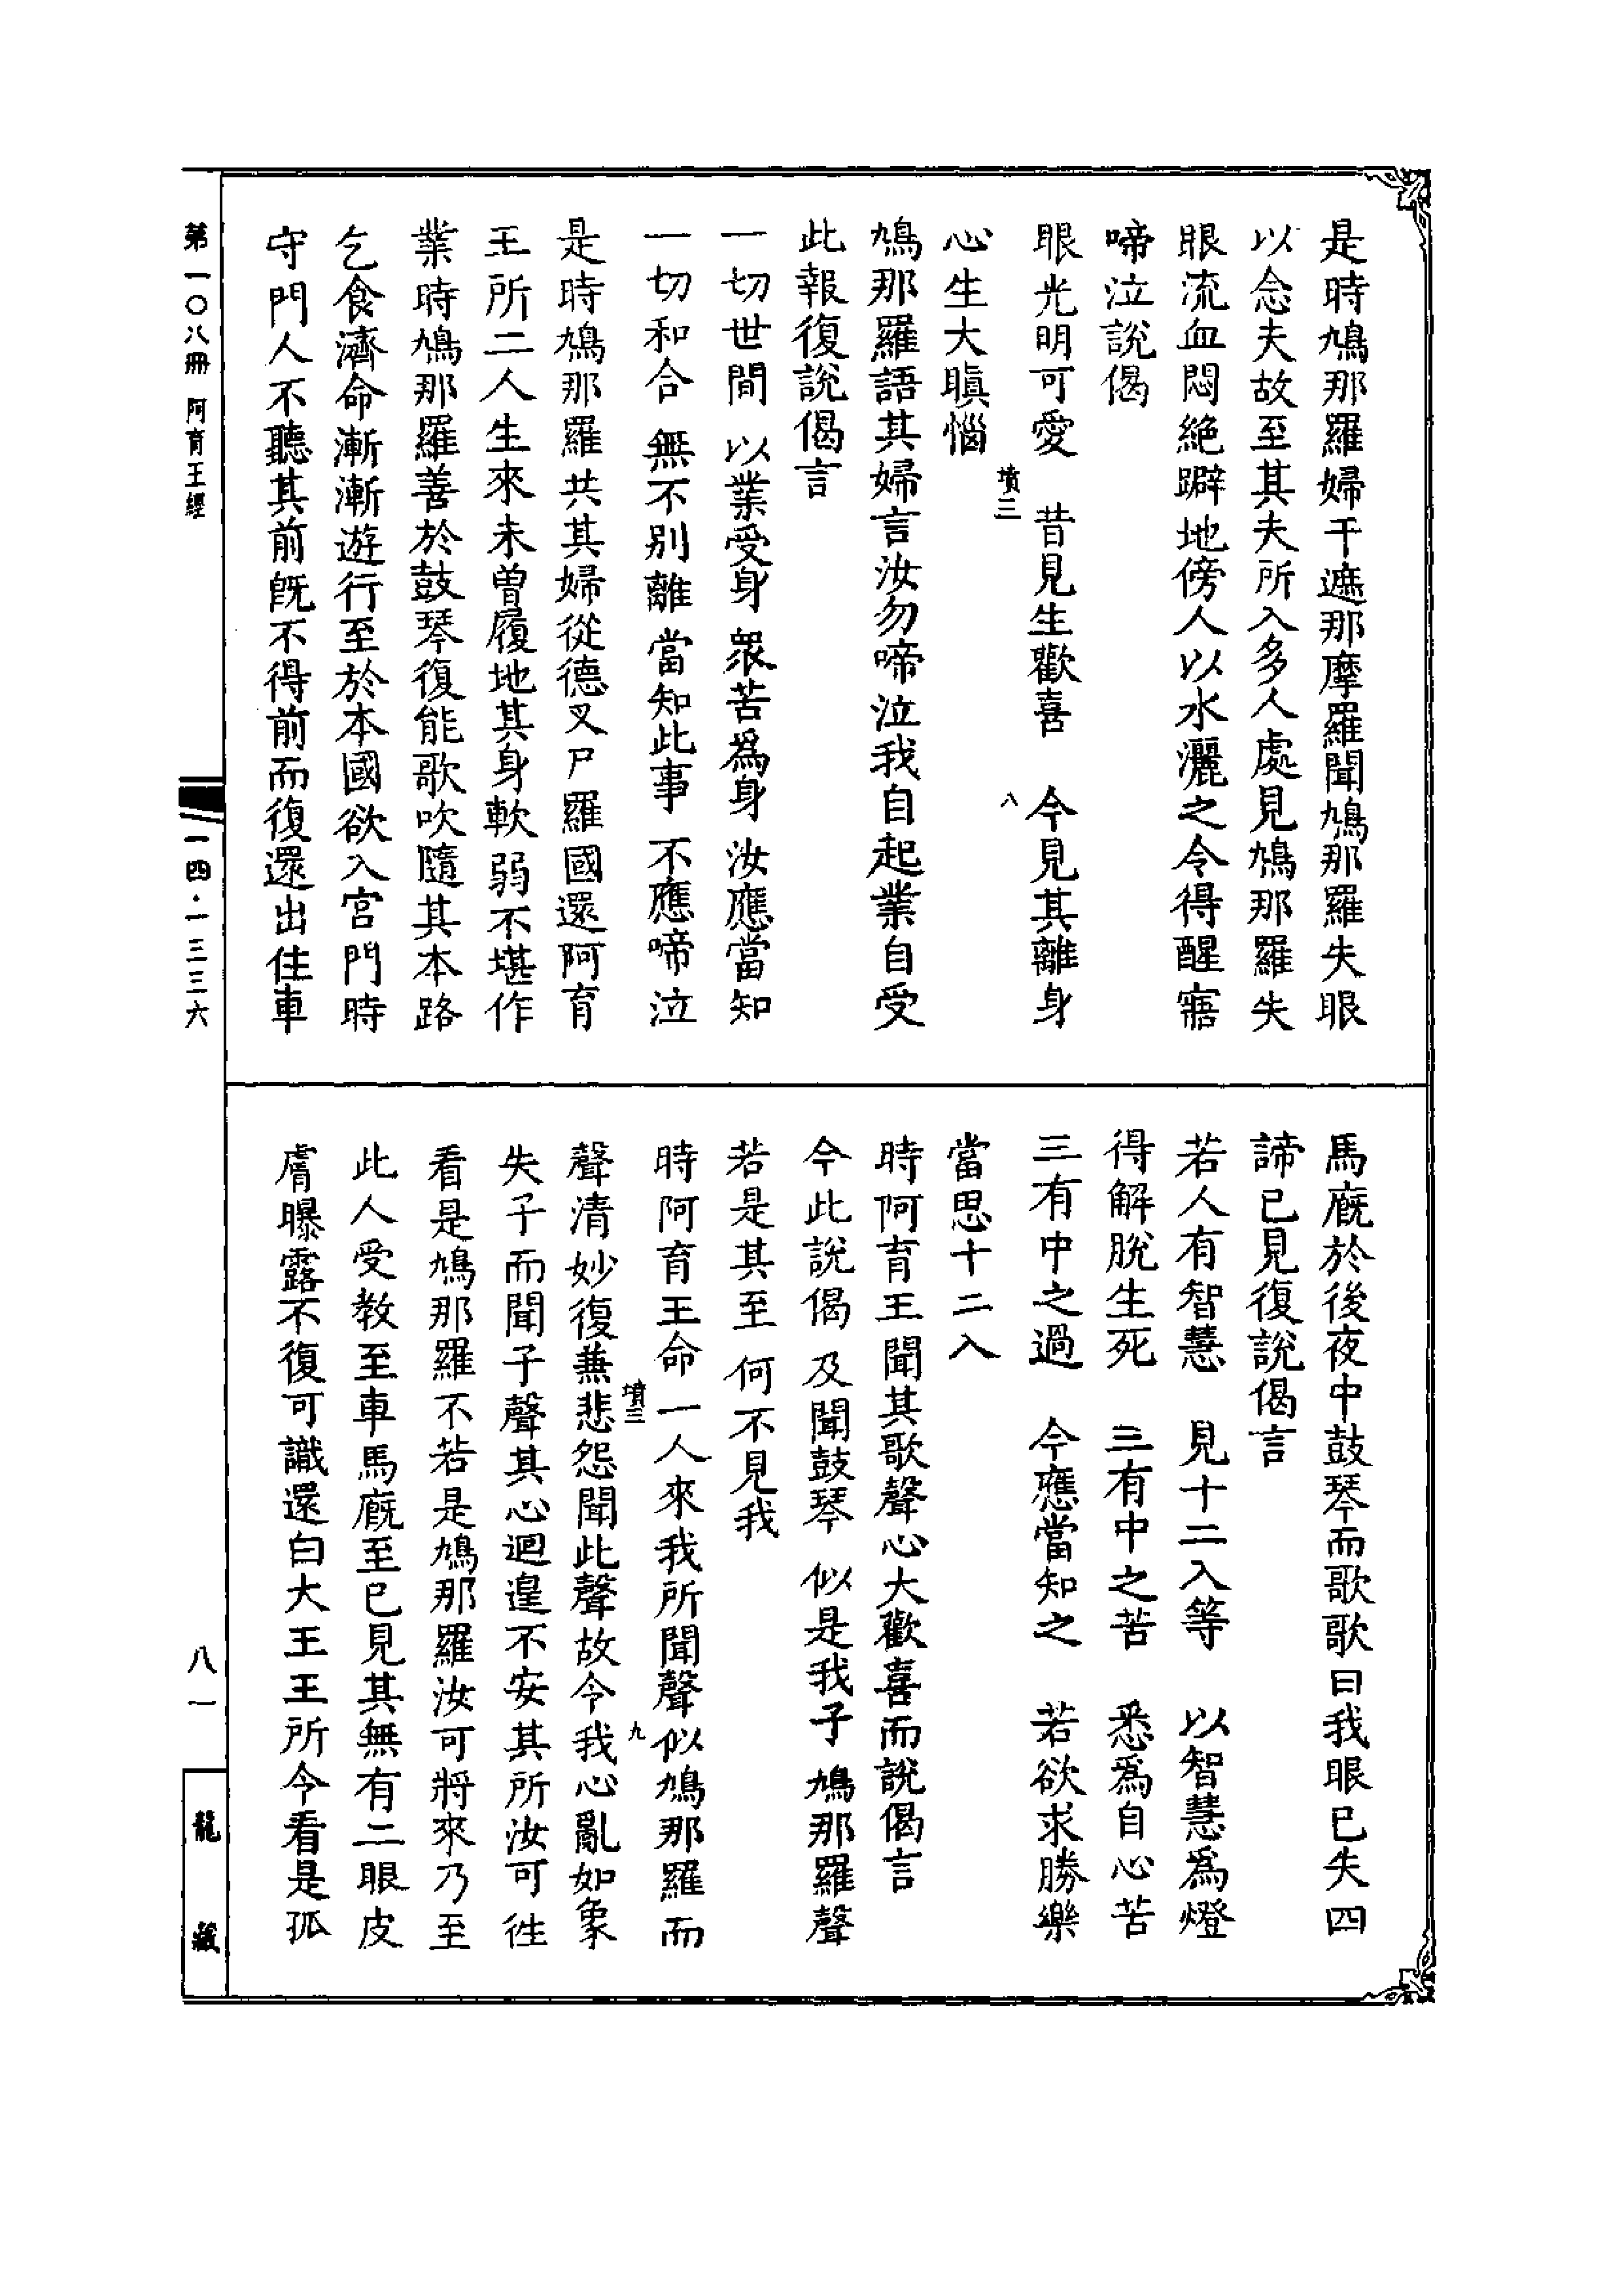 是時鳩那羅婦干遮那摩羅聞鳩那羅失眼
以念夫故至其夫所入多人處見鳩那羅失
眼流血悶絕躃地傍人以水灑之令得醒寤
啼泣說偈
眼光明可愛　昔見生歡喜　今見其離身
墳三　八
心生大瞋惱
鳩那羅語其婦言汝勿啼泣我自起業自受
此報復說偈言
一切世間　以業受身　衆苦爲身　汝應當知
一切和合　無不別離　當知此事　不應啼泣
是時鳩那羅共其婦從德叉尸羅國還阿育
王所二人生來未曾履地其身軟弱不堪作
業時鳩那羅善於鼓琴復能歌吹隨其本路
乞食濟命漸漸遊行至於本國欲入宮門時
守門人不聽其前旣不得前而復還出住車
馬廐於後夜中鼓琴而歌歌曰我眼已失四
諦已見復說偈言
若人有智慧　見十二入等　以智慧爲燈
得解脫生死　三有中之苦　悉爲自心苦
三有中之過　今應當知之　若欲求勝樂
當思十二入
時阿育王聞其歌聲心大歡喜而說偈言
今此說偈　及聞鼓琴　似是我子　鳩那羅聲
若是其至　何不見我
時阿育王命一人來我所聞聲似鳩那羅而
墳三　九
聲清妙復兼悲怨聞此聲故令我心亂如象
失子而聞子聲其心迴遑不安其所汝可往
看是鳩那羅不若是鳩那羅汝可將來乃至
此人受教至車馬廐至已見其無有二眼皮
膚曝露不復可識還白大王王所令看是孤
第一〇八冊　阿育王經
一四·一三三六
八一
龍藏